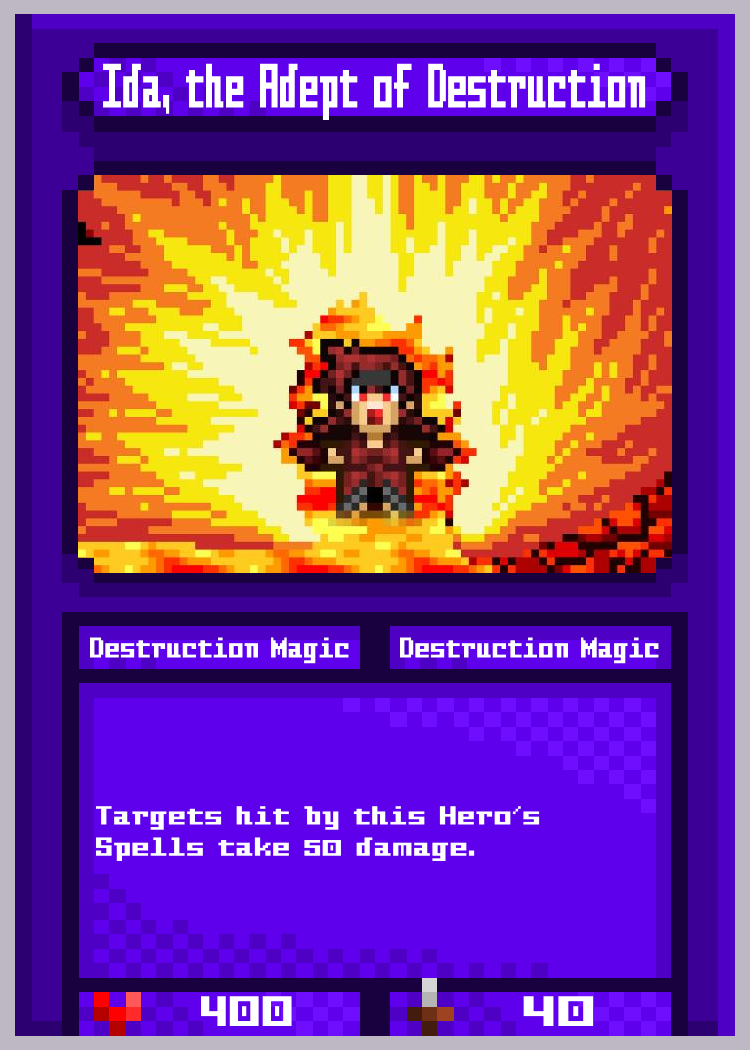 Ida, the Adept of Destruction
Destruction Magic
Destruction Magic
Targets hit by this Hero's
Spells take 50 damage.
400
40